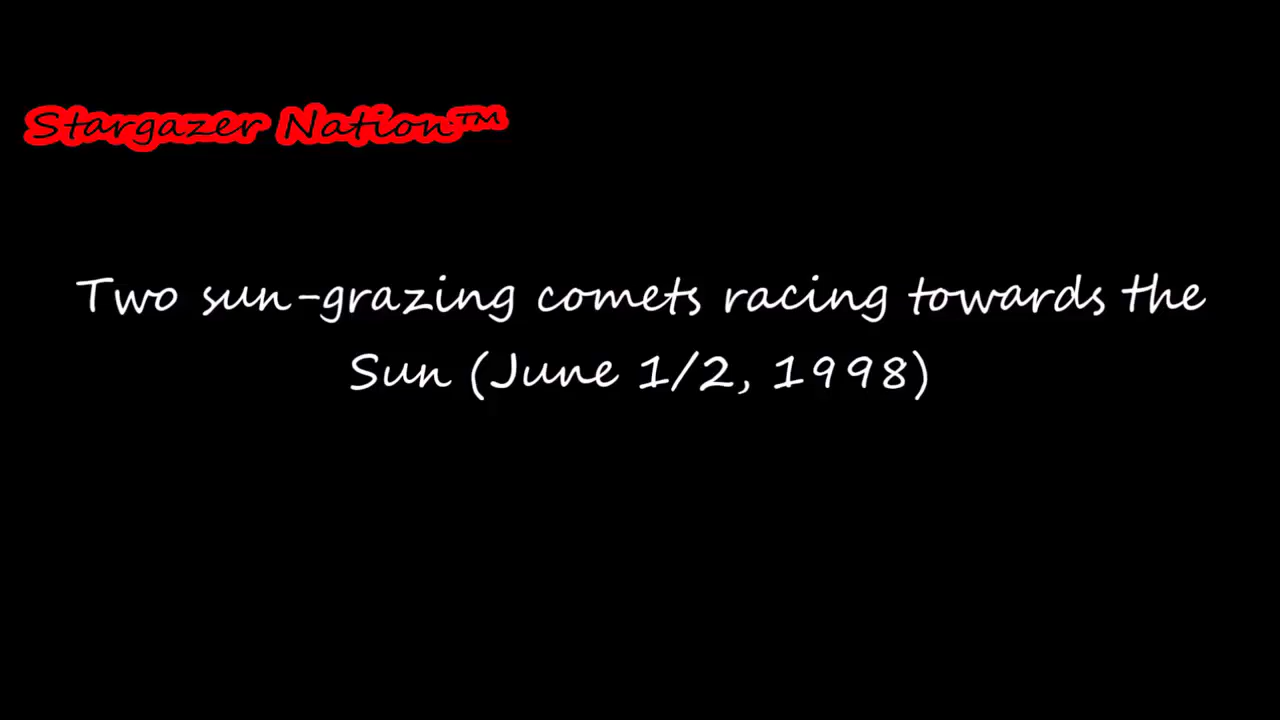 Stargazer Nation™
Two sun-grazing comets racing towards the
Sun (June 1/2, 1998)